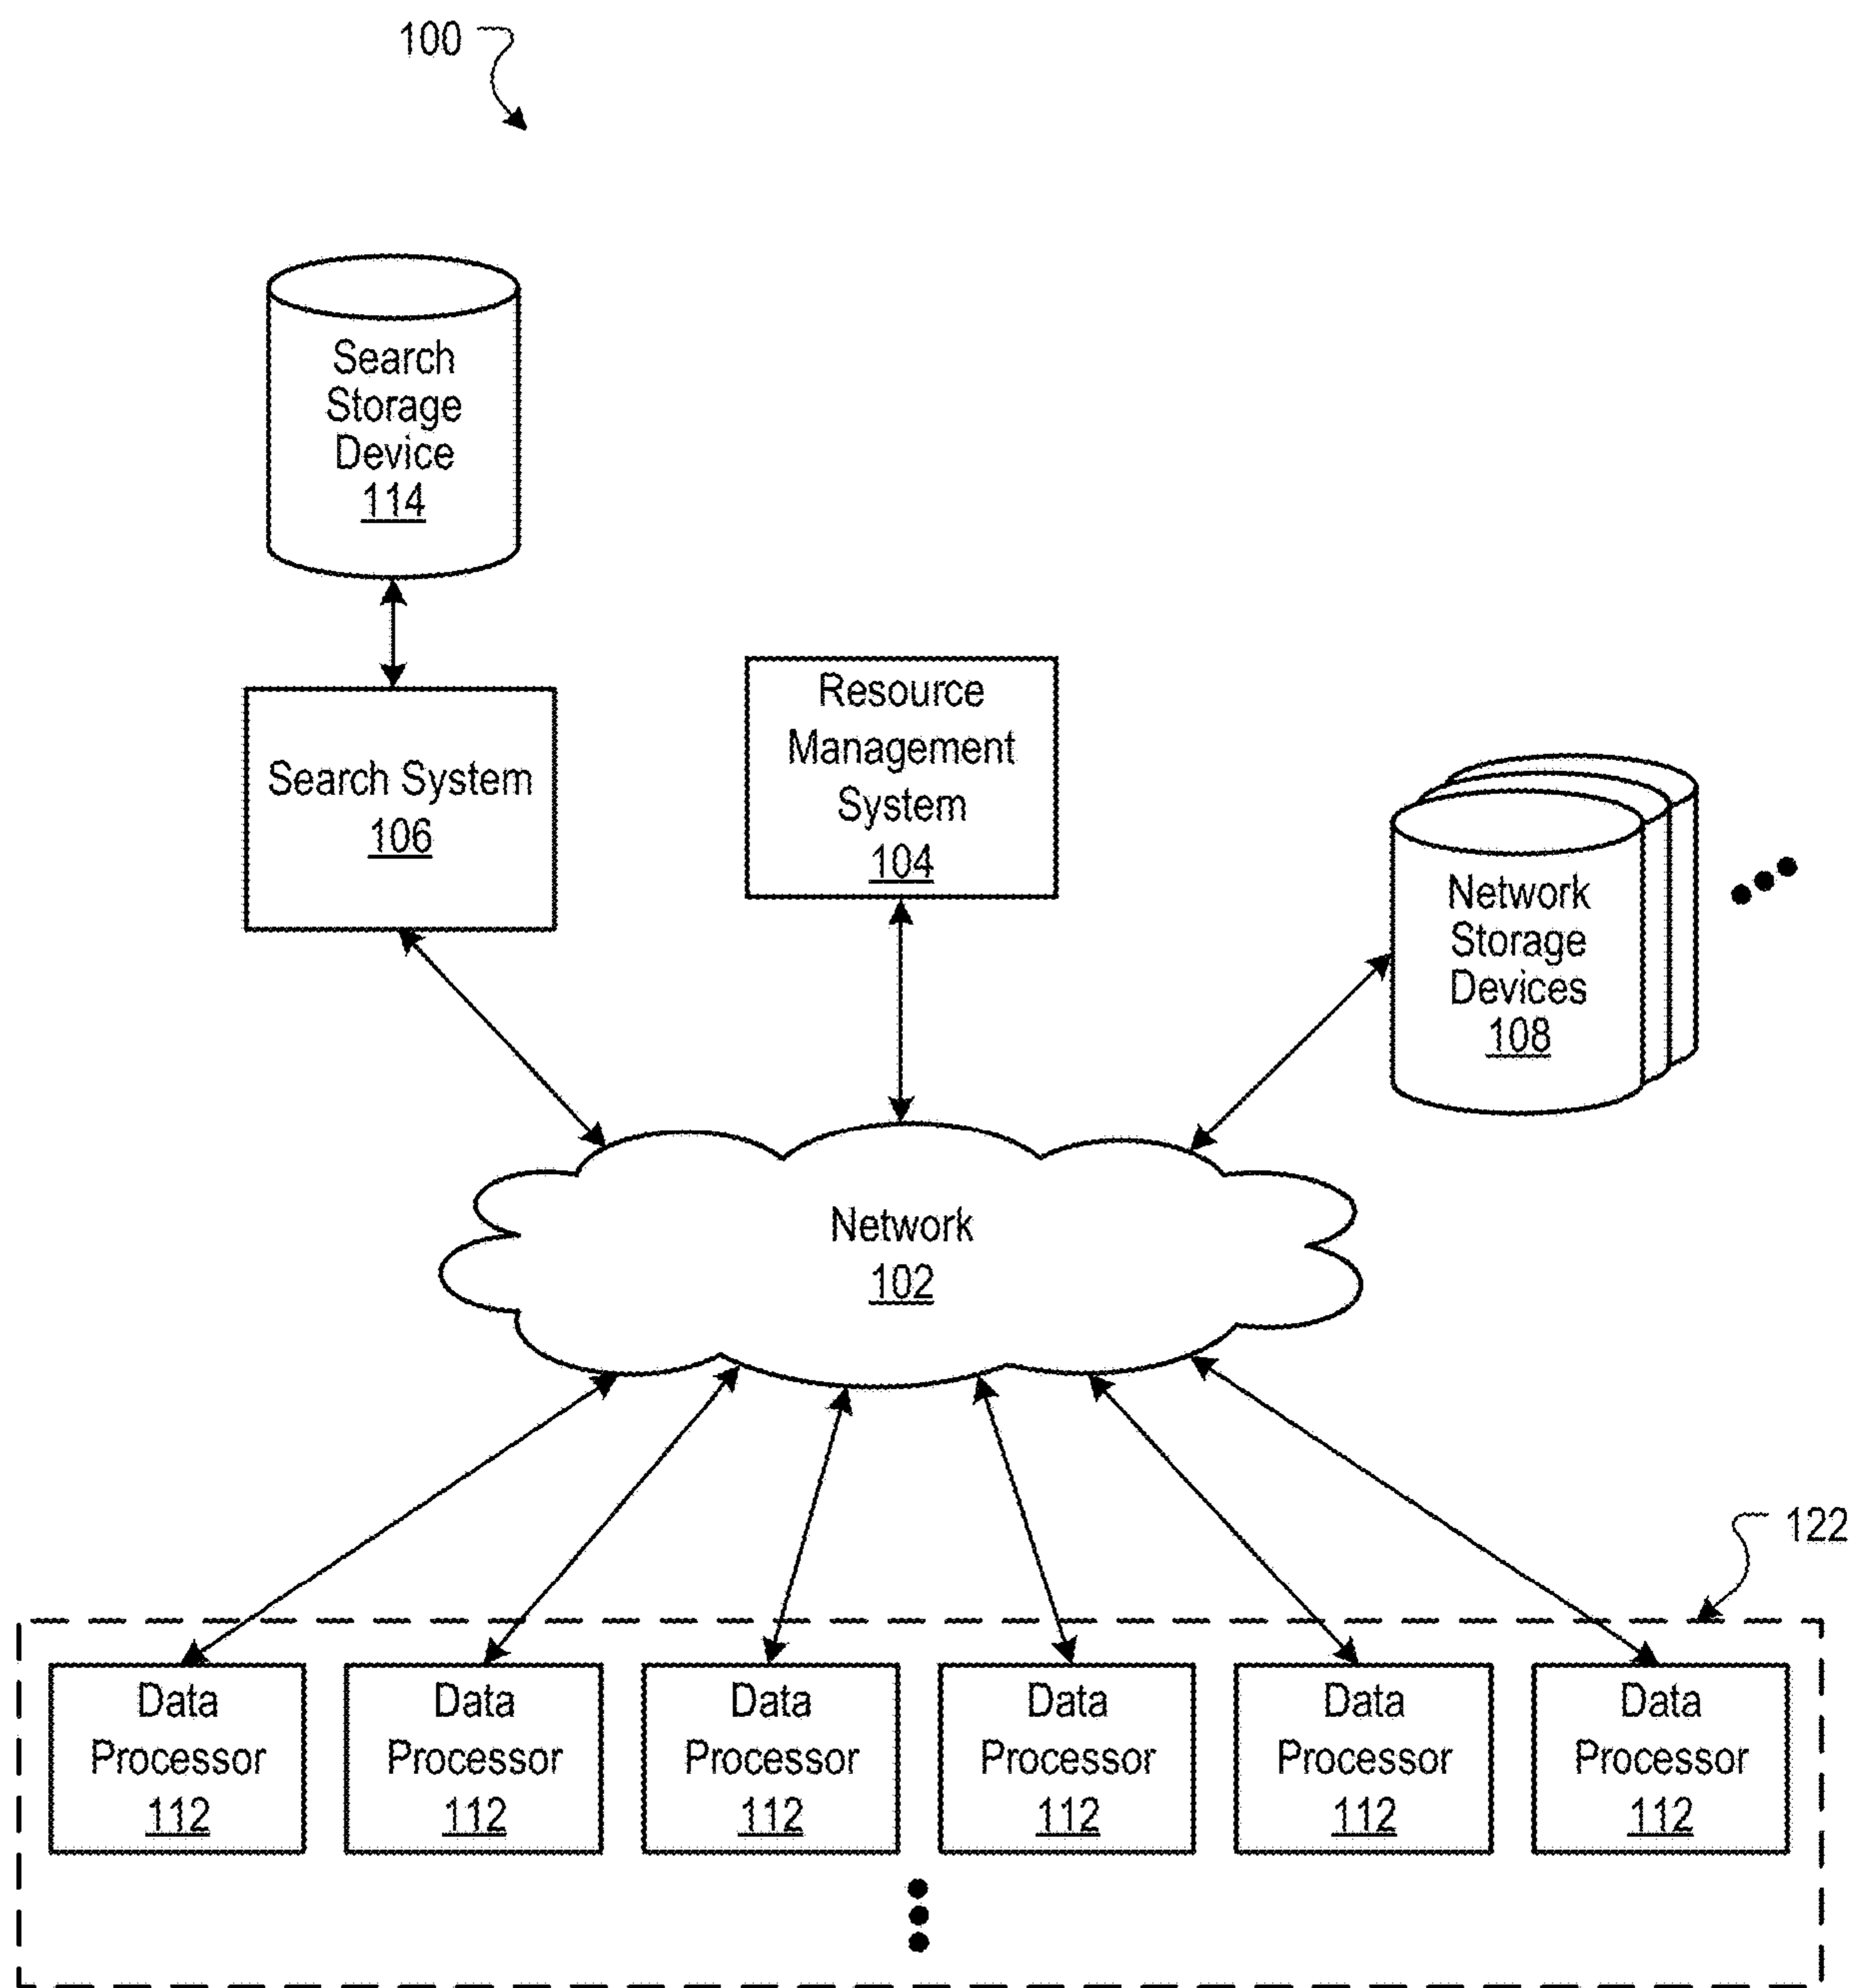 100
Search
Storage
Device
114
Search System
106
Resource
Management
System
104
Network
Storage
Devices
108
Network
102
122
Data
Processor
112
Data
Processor
112
Data
Processor
112
Data
Processor
112
Data
Processor
112
Data
Processor
112